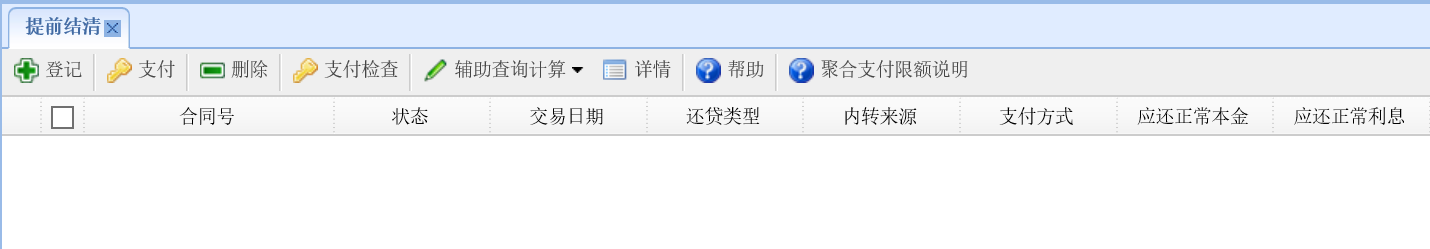 提前结清
登记 支付 删除 支付检查 辅助查询计算 详情 帮助 聚合支付限额说明
合同号 状态 交易日期 还贷类型 内转来源 支付方式 应还正常本金 应还正常利息